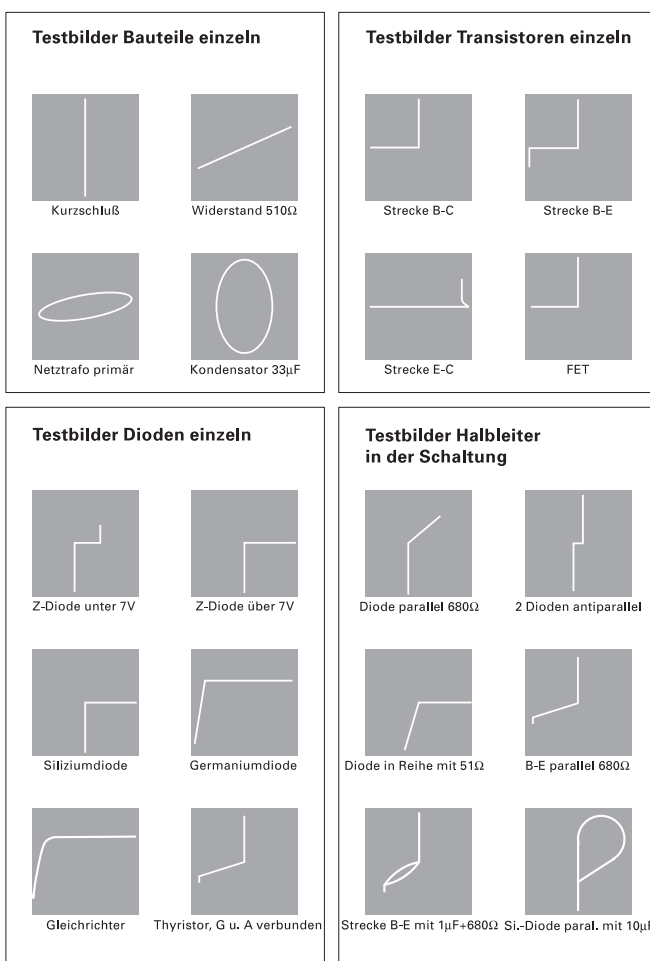 Testbilder Bauteile einzeln
Kurzschluß
Widerstand 510Ω
Netztrafo primär
Kondensator 33µF
Testbilder Transistoren einzeln
Strecke B-C
Strecke B-E
Strecke E-C
FET
Testbilder Dioden einzeln
Z-Diode unter 7V
Z-Diode über 7V
Siliziumdiode
Germaniumdiode
Gleichrichter
Thyristor, G u. A verbunden
Testbilder Halbleiter
in der Schaltung
Diode parallel 680Ω
2 Dioden antiparallel
Diode in Reihe mit 51Ω
B-E parallel 680Ω
Strecke B-E mit 1µF+680Ω
Si.-Diode paral. mit 10µF